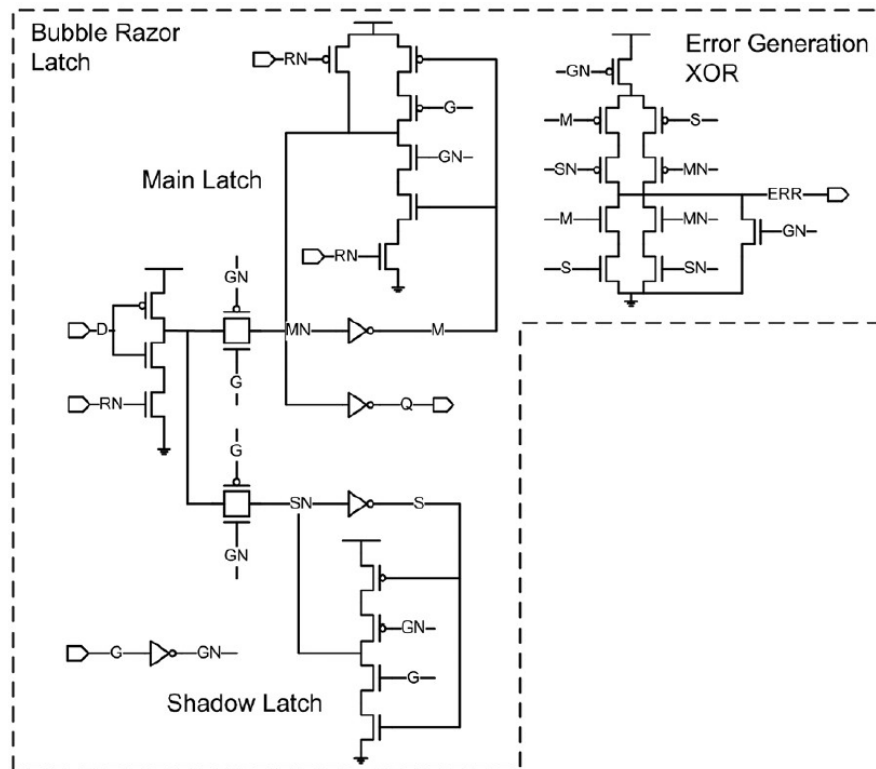 Bubble Razor
Latch
Error Generation
XOR
RN
GN
G
M
S
GN
SN
MN
Main Latch
ERR
M
MN
GN
RN
S
SN
GN
D
MN
M
G
RN
Q
G
SN
S
GN
GN
G
GN
G
Shadow Latch